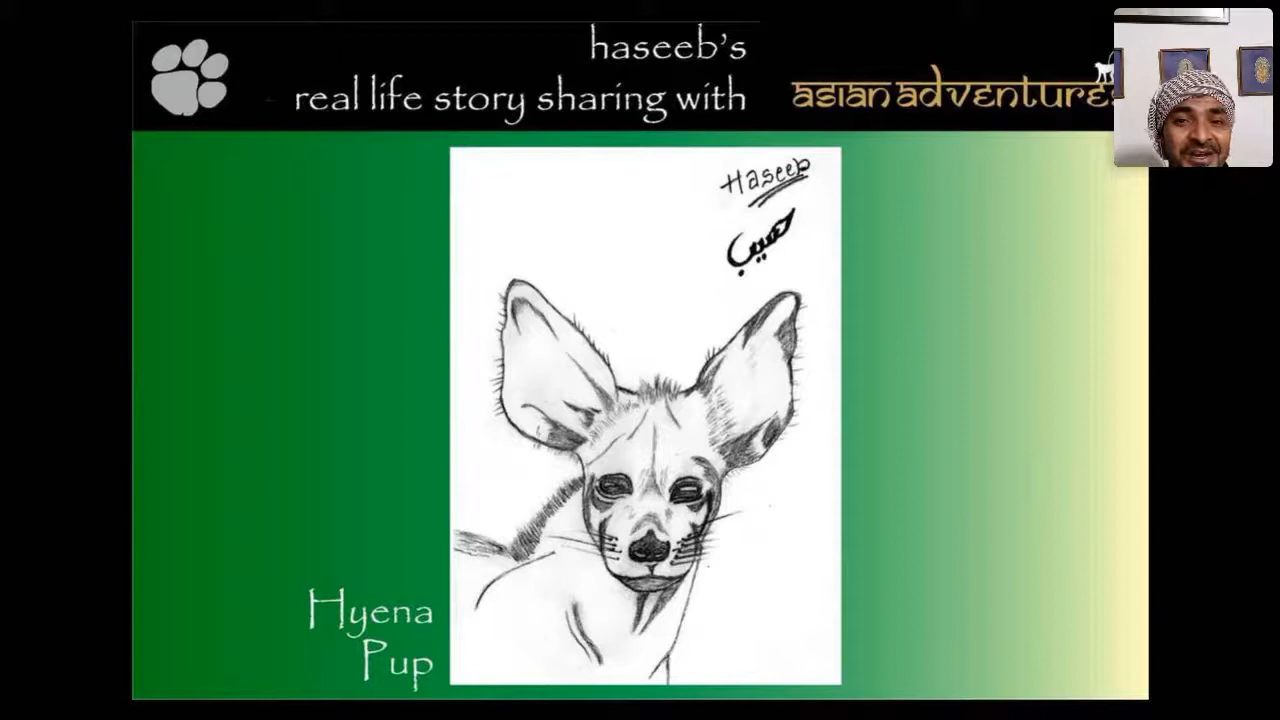 haseeb's
real life story sharing with
asian adventures
Haseeb
حسیب
Hyena
Pup